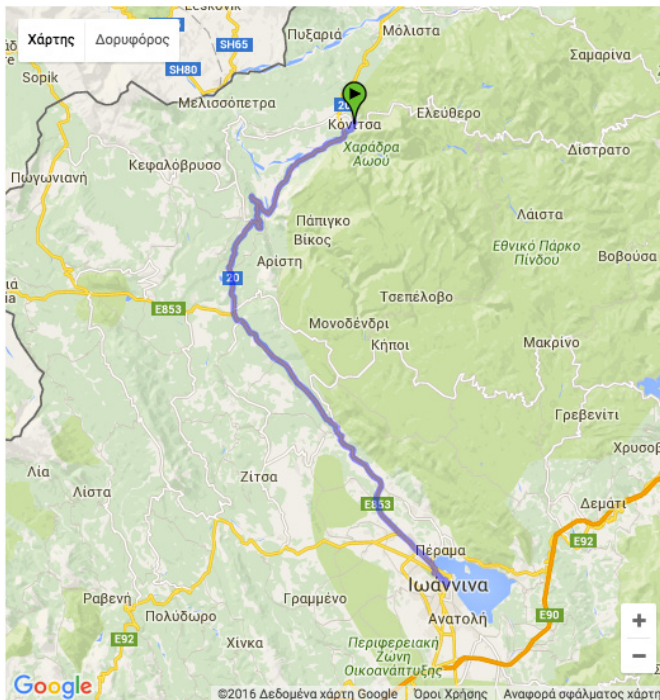 Leskovik
Πυξαριά
Μόλιστα
Χάρτης
Δορυφόρος
SH65
Σαμαρίνα
SH80
Sopik
Μελισσόπετρα
20
Ελεύθερο
Κόνιτσα
Χαράδρα
Αωού
Δίστρατο
Κεφαλόβρυσο
Πωγωνιανή
Πάπιγκο
Λάιστα
Βίκος
Εθνικό Πάρκο
Πίνδου
Βοβούσα
Αρίστη
20
Τσεπέλοβο
E853
Μονοδένδρι
Κήποι
Μακρίνο
Γρεβενίτι
Χρυσοβ
Λία
Ζίτσα
Λίστα
E853
Δεμάτι
E92
Πέραμα
Ιωάννινα
Ραβενή
Γραμμένο
Ανατολή
E90
Πολύδωρο
E92
Χίνκα
Περιφερειακή
Ζώνη
Οικοανάπτυξης
+
−
Google
©2016 Δεδομένα χάρτη Google
Όροι Χρήσης
Αναφορά σφάλματος χάρτη